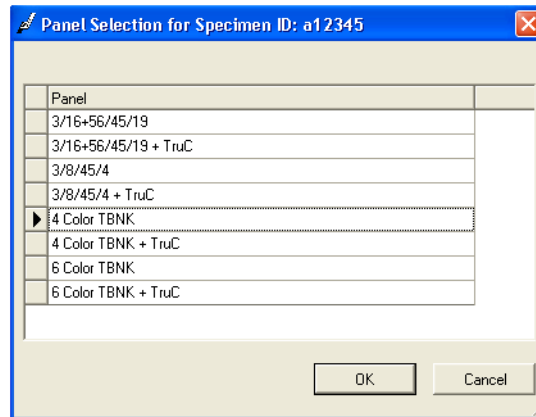 Panel Selection for Specimen ID: a12345
Panel
3/16+56/45/19
3/16+56/45/19 + TruC
3/8/45/4
3/8/45/4 + TruC
4 Color TBNK
4 Color TBNK + TruC
6 Color TBNK
6 Color TBNK + TruC
OK Cancel